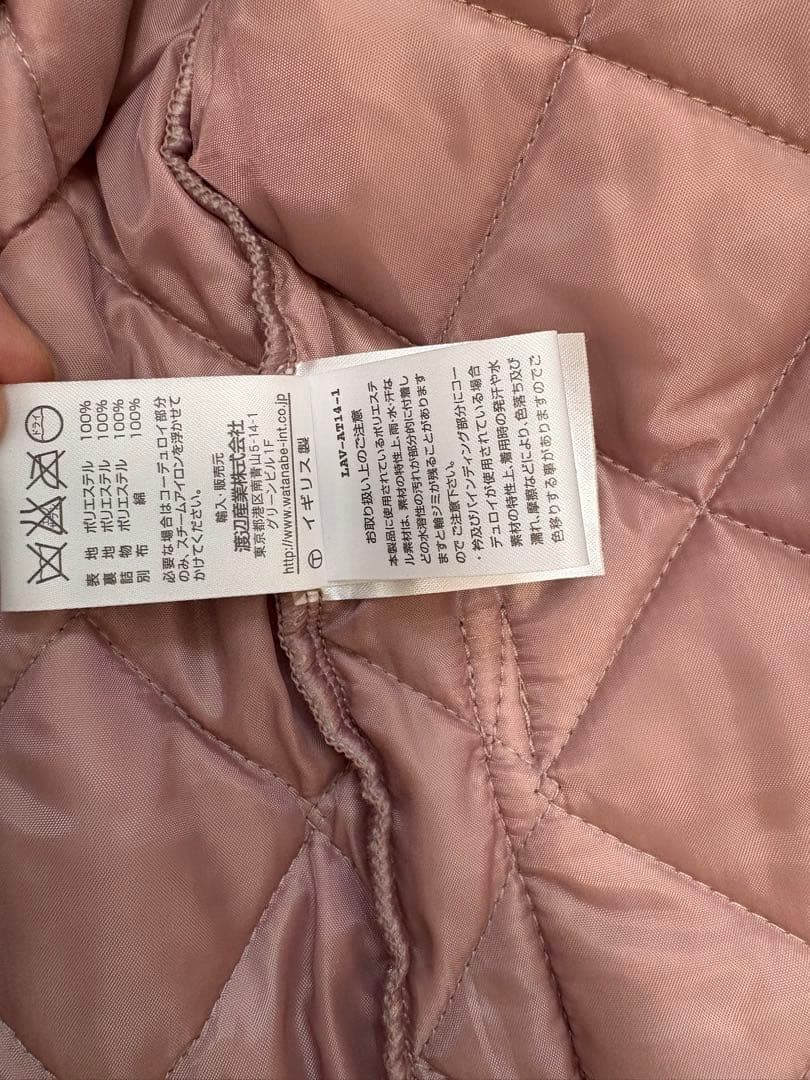 ドライ
表 地 ポリエステル 100%
裏 地 ポリエステル 100%
詰 物 ポリエステル 100%
別 布 綿 100%
必要な場合はコーデュロイ部分
のみ、スチームアイロンを浮かせて
かけてください。
輸入・販売元
渡辺産業株式会社
東京都港区南青山5-14-1
グリーンビル1F
http://www.watanabe-int.co.jp
イギリス製
LAV-AT14-1
お取り扱い上のご注意
本製品に使用されているポリエステ
ル素材は、素材の特性上、雨・水・汗な
どの水溶性の汚れが部分的に付着し
ますと輪ジミが残ることがあります
ので ご注意下さい。
・衿及びバインディング部分にコー
デュロイが使用されている場合
素材の特性上、着用時の発汗や水
濡れ、摩擦などにより、色落ち及び
色移りする事がありますのでご